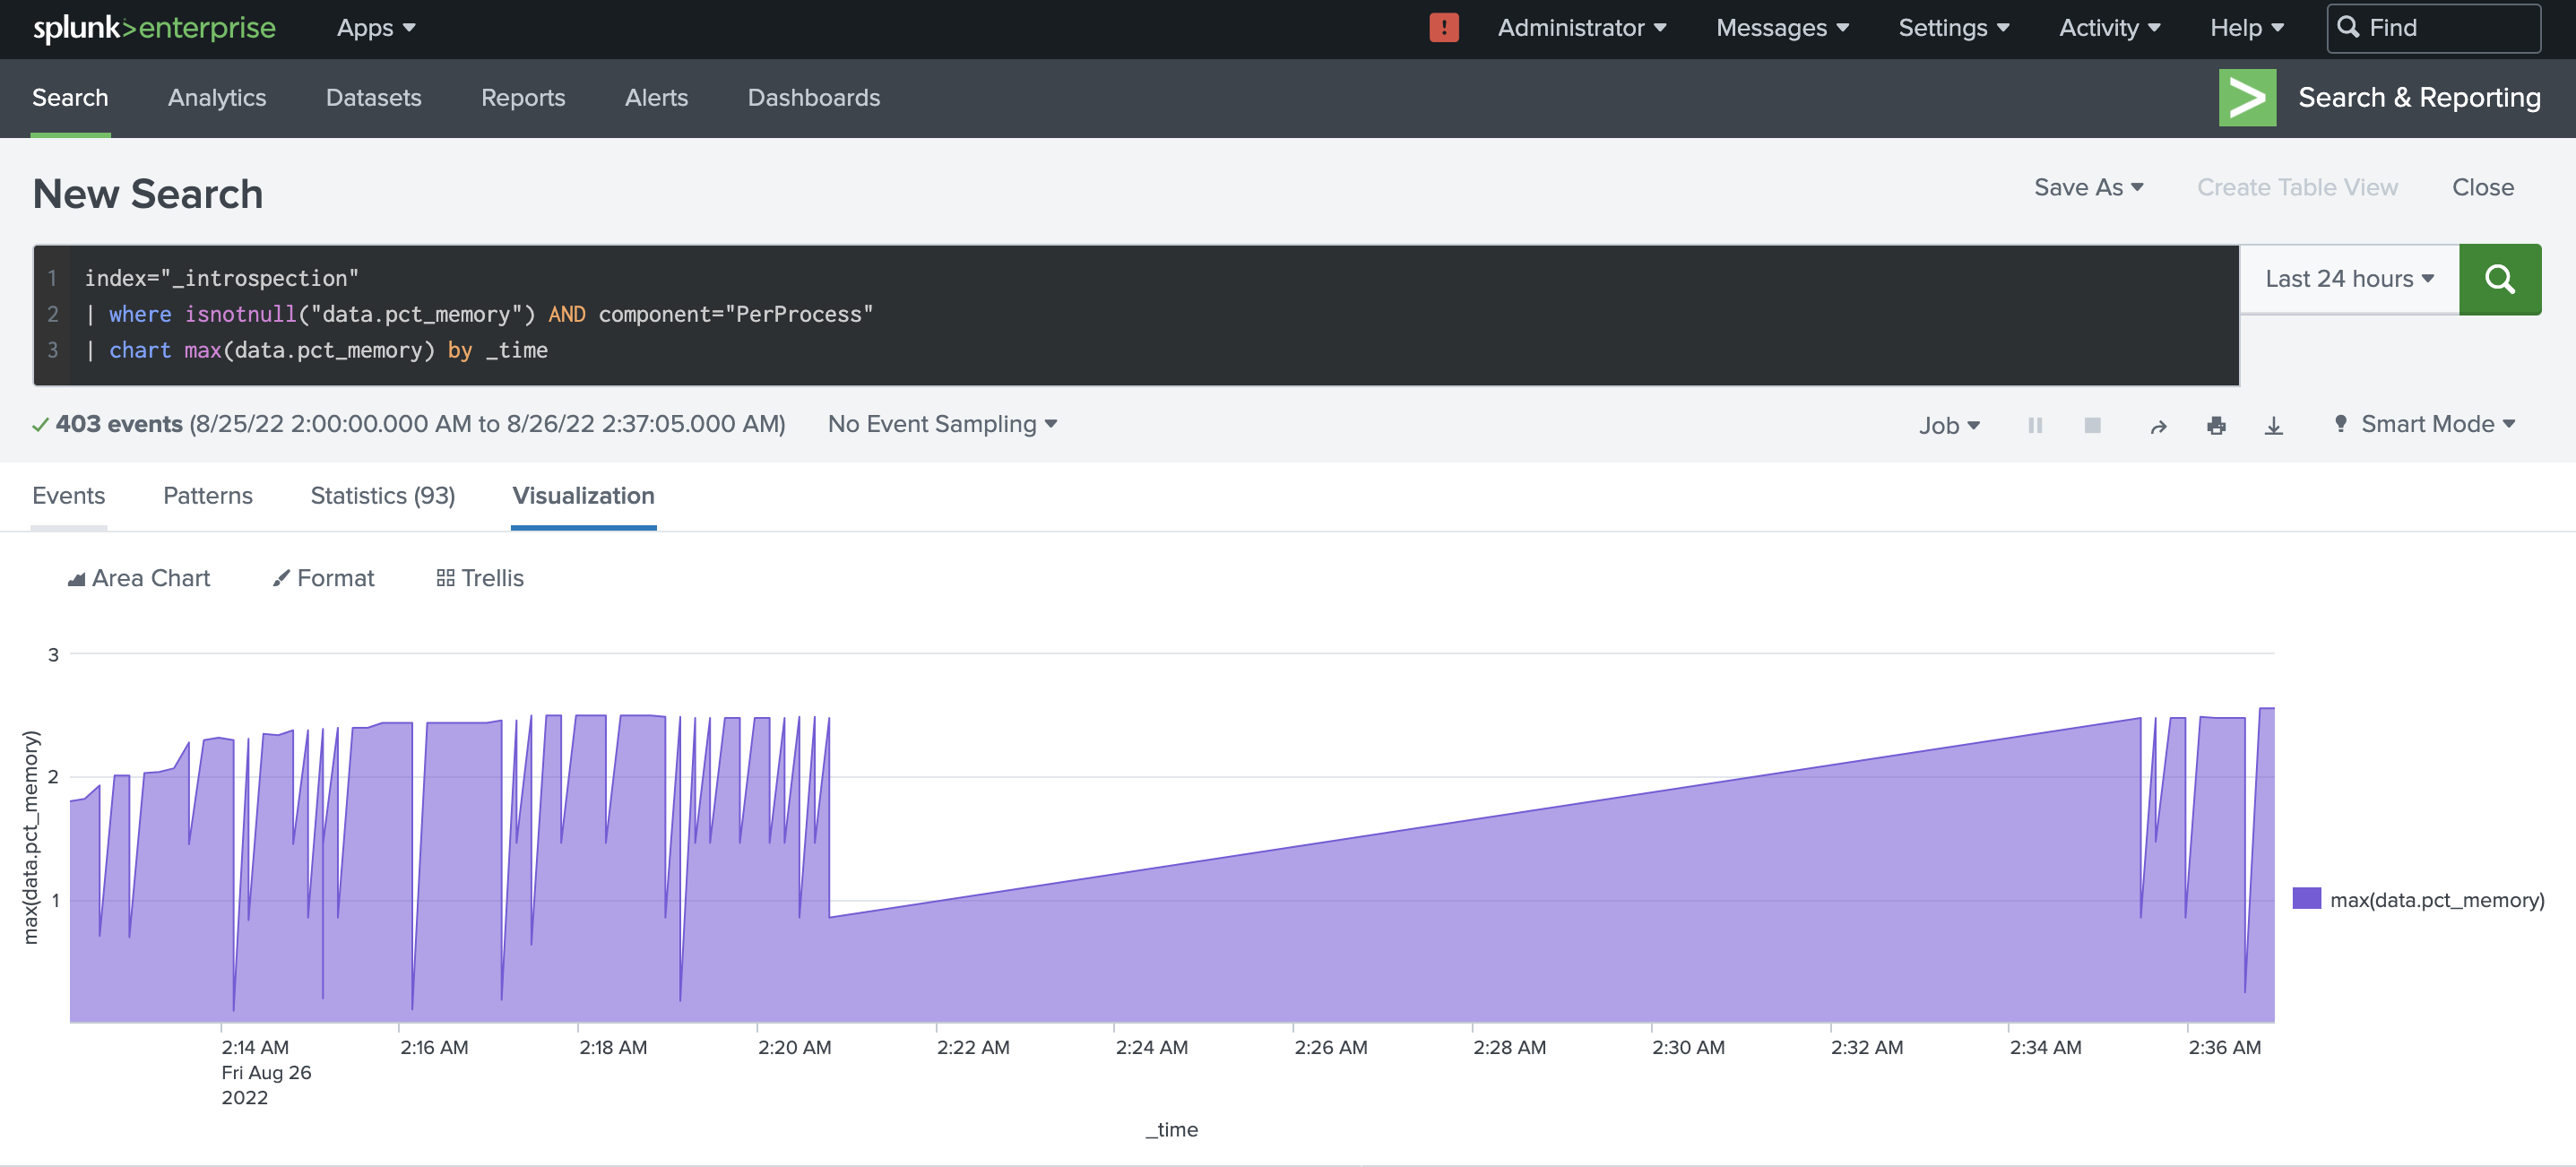 splunk>enterprise Apps ! Administrator Messages Settings Activity Help Find
Search Analytics Datasets Reports Alerts Dashboards > Search & Reporting
New Search Save As Create Table View Close
1 index="_introspection" Last 24 hours
2 | where isnotnull("data.pct_memory") AND component="PerProcess"
3 | chart max(data.pct_memory) by _time
403 events (8/25/22 2:00:00.000 AM to 8/26/22 2:37:05.000 AM) No Event Sampling Job Smart Mode
Events Patterns Statistics (93) Visualization
Area Chart Format Trellis
3
2
1
max(data.pct_memory)
max(data.pct_memory)
2:14 AM 2:16 AM 2:18 AM 2:20 AM 2:22 AM 2:24 AM 2:26 AM 2:28 AM 2:30 AM 2:32 AM 2:34 AM 2:36 AM
Fri Aug 26
2022
_time